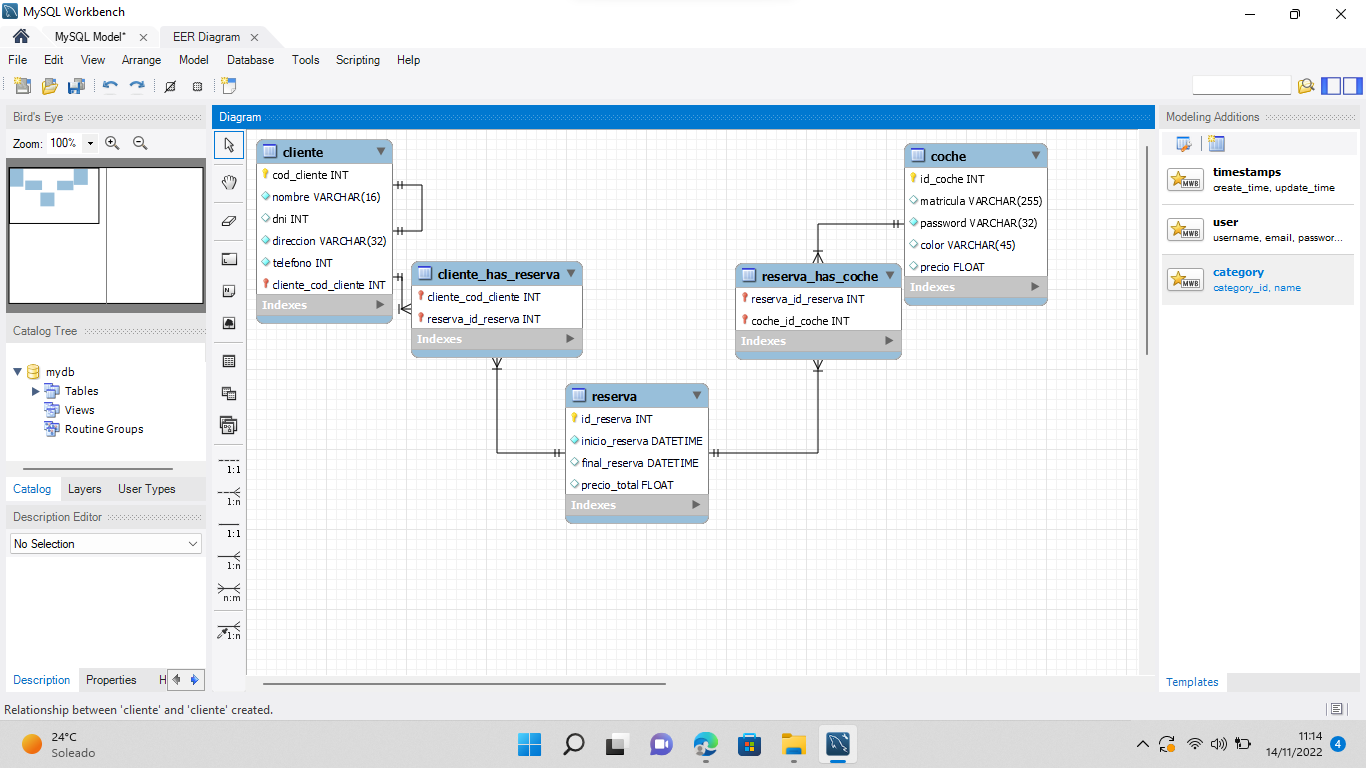 MySQL Workbench
MySQL Model*
EER Diagram
File Edit View Arrange Model Database Tools Scripting Help
Bird's Eye
Zoom: 100%
Catalog Tree
mydb
Tables
Views
Routine Groups
Catalog Layers User Types
Description Editor
No Selection
Description Properties H
Diagram
1:1
1:n
1:1
1:n
n:m
1:n
cliente
cod_cliente INT
nombre VARCHAR(16)
dni INT
direccion VARCHAR(32)
telefono INT
cliente_cod_cliente INT
Indexes
cliente_has_reserva
cliente_cod_cliente INT
reserva_id_reserva INT
Indexes
reserva
id_reserva INT
inicio_reserva DATETIME
final_reserva DATETIME
precio_total FLOAT
Indexes
reserva_has_coche
reserva_id_reserva INT
coche_id_coche INT
Indexes
coche
id_coche INT
matricula VARCHAR(255)
password VARCHAR(32)
color VARCHAR(45)
precio FLOAT
Indexes
Modeling Additions
MWB
timestamps
create_time, update_time
MWB
user
username, email, passwor...
MWB
category
category_id, name
Templates
Relationship between 'cliente' and 'cliente' created.
24°C
Soleado
11:14
14/11/2022
4